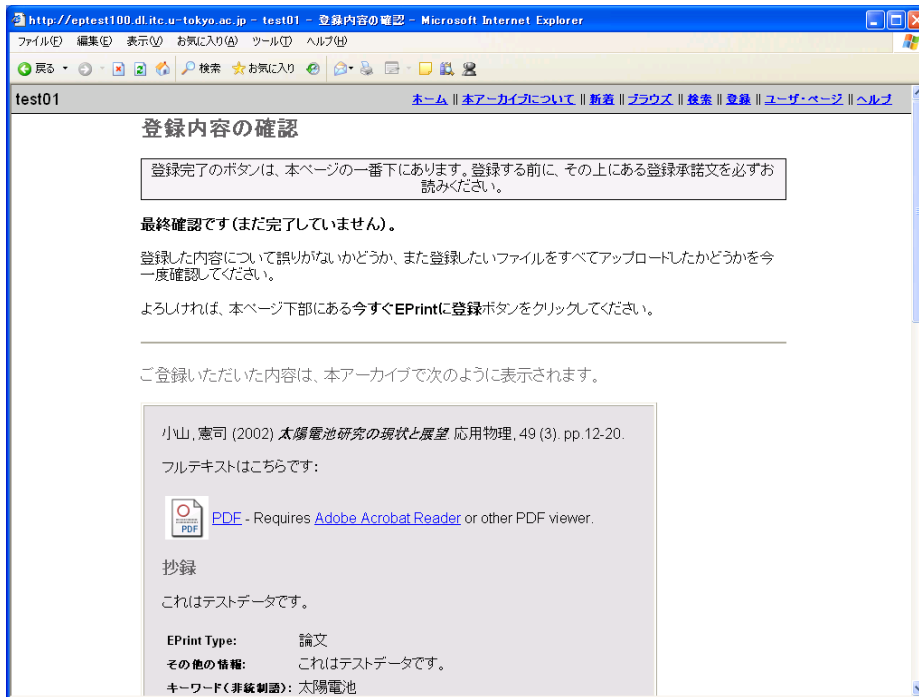 http://eptest100.dl.itc.u-tokyo.ac.jp - test01 - 登録内容の確認 - Microsoft Internet Explorer
ファイル(F) 編集(E) 表示(V) お気に入り(A) ツール(T) ヘルプ(H)
戻る 検索 お気に入り
test01 ホーム || 本アーカイブについて || 新着 || ブラウズ || 検索 || 登録 || ユーザ・ページ || ヘルプ
登録内容の確認
登録完了のボタンは、本ページの一番下にあります。登録する前に、その上にある登録承諾文を必ずお
読みください。
最終確認です(まだ完了していません)。
登録した内容について誤りがないかどうか、また登録したいファイルをすべてアップロードしたかどうかを今
一度確認してください。
よろしければ、本ページ下部にある今すぐEPrintに登録ボタンをクリックしてください。
ご登録いただいた内容は、本アーカイブで次のように表示されます。
小山, 憲司 (2002) 太陽電池研究の現状と展望. 応用物理, 49 (3). pp.12-20.
フルテキストはこちらです:
PDF PDF - Requires Adobe Acrobat Reader or other PDF viewer.
抄録
これはテストデータです。
EPrint Type: 論文
その他の情報: これはテストデータです。
キーワード(非統制語): 太陽電池